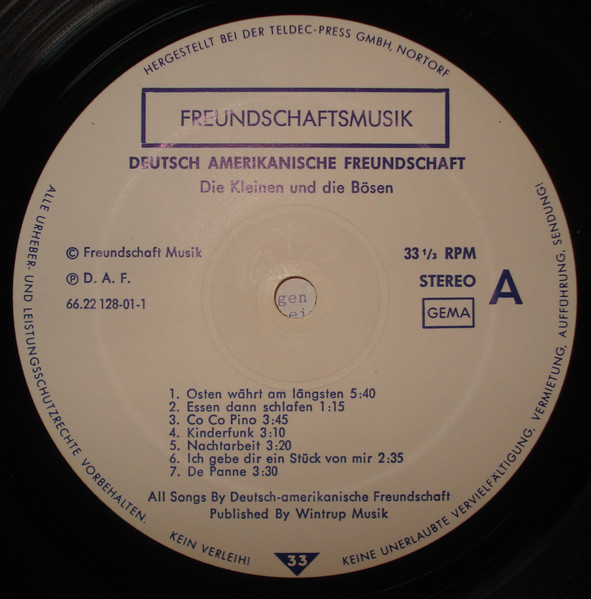 HERGESTELLT BEI DER TELDEC-PRESS GMBH, NORTORF
FREUNDSCHAFTSMUSIK
DEUTSCH AMERIKANISCHE FREUNDSCHAFT
Die Kleinen und die Bösen
© Freundschaft Musik
33 1/3 RPM
℗ D. A. F.
STEREO
A
66.22 128-01-1
GEMA
gen
ei
1. Osten währt am längsten 5:40
2. Essen dann schlafen 1:15
3. Co Co Pino 3:45
4. Kinderfunk 3:10
5. Nachtarbeit 3:20
6. Ich gebe dir ein Stück von mir 2:35
7. De Panne 3:30
All Songs By Deutsch-amerikanische Freundschaft
Published By Wintrup Musik
ALLE URHEBER- UND LEISTUNGSSCHUTZRECHTE VORBEHALTEN.
KEIN VERLEIH!
33
KEINE UNERLAUBTE VERVIELFÄLTIGUNG, VERMIETUNG, AUFFÜHRUNG, SENDUNG!